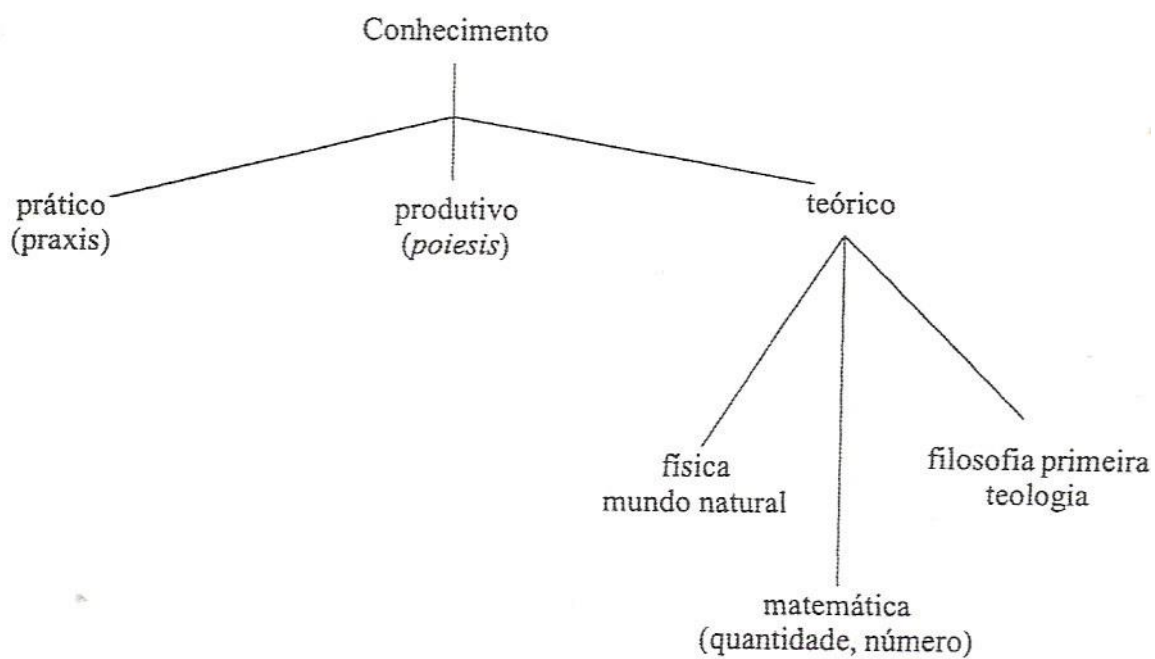 Conhecimento
prático
(praxis)
produtivo
(poiesis)
teórico
física
mundo natural
filosofia primeira
teologia
matemática
(quantidade, número)